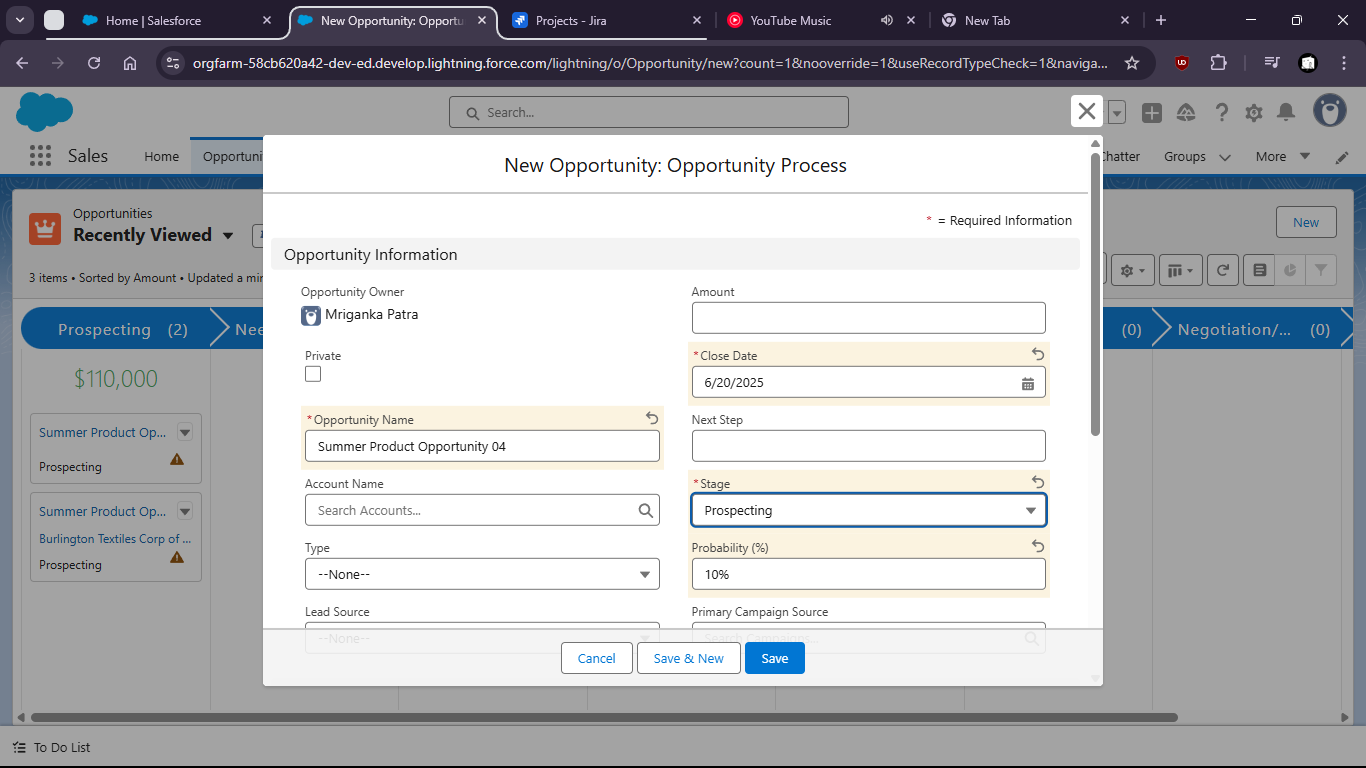 Home | Salesforce
New Opportunity: Opportu
Projects - Jira
YouTube Music
New Tab
orgfarm-58cb620a42-dev-ed.develop.lightning.force.com/lightning/o/Opportunity/new?count=1&nooverride=1&useRecordTypeCheck=1&naviga...
Search...
Sales
Home
Opportuni
Chatter
Groups
More
New Opportunity: Opportunity Process
Opportunities
Recently Viewed
New
* = Required Information
3 items • Sorted by Amount • Updated a mi
Opportunity Information
Opportunity Owner
Mriganka Patra
Amount
Prospecting (2)
Nee
(0)
Negotiation/... (0)
Private
*Close Date
6/20/2025
$110,000
*Opportunity Name
Summer Product Opportunity 04
Next Step
Summer Product Op...
Prospecting
Account Name
Search Accounts...
*Stage
Prospecting
Summer Product Op...
Burlington Textiles Corp of ...
Prospecting
Type
--None--
Probability (%)
10%
Lead Source
--None--
Primary Campaign Source
Search Campaigns...
Cancel
Save & New
Save
To Do List